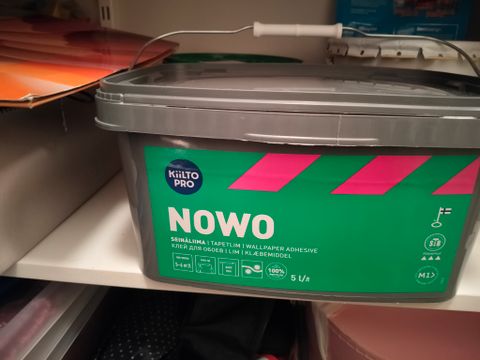 KiiLTO
PRO
NOWO
SEINÄLIIMA | TAPETLIM | WALLPAPER ADHESIVE
КЛЕЙ ДЛЯ ОБОЕВ | LIM | KLÆBEMIDDEL
100%
5 l/л
M1